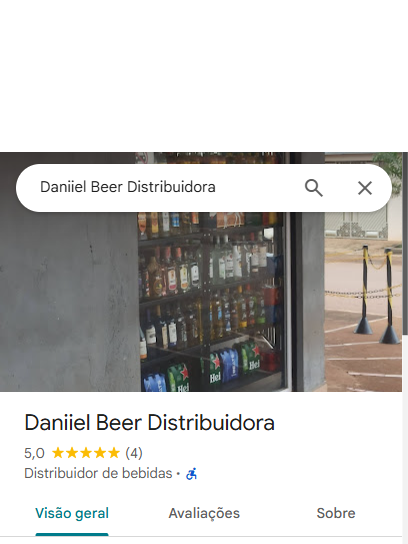 Daniiel Beer Distribuidora
Hei
Hei
Daniiel Beer Distribuidora
5,0 ★★★★★ (4)
Distribuidor de bebidas ·
Visão geral
Avaliações
Sobre